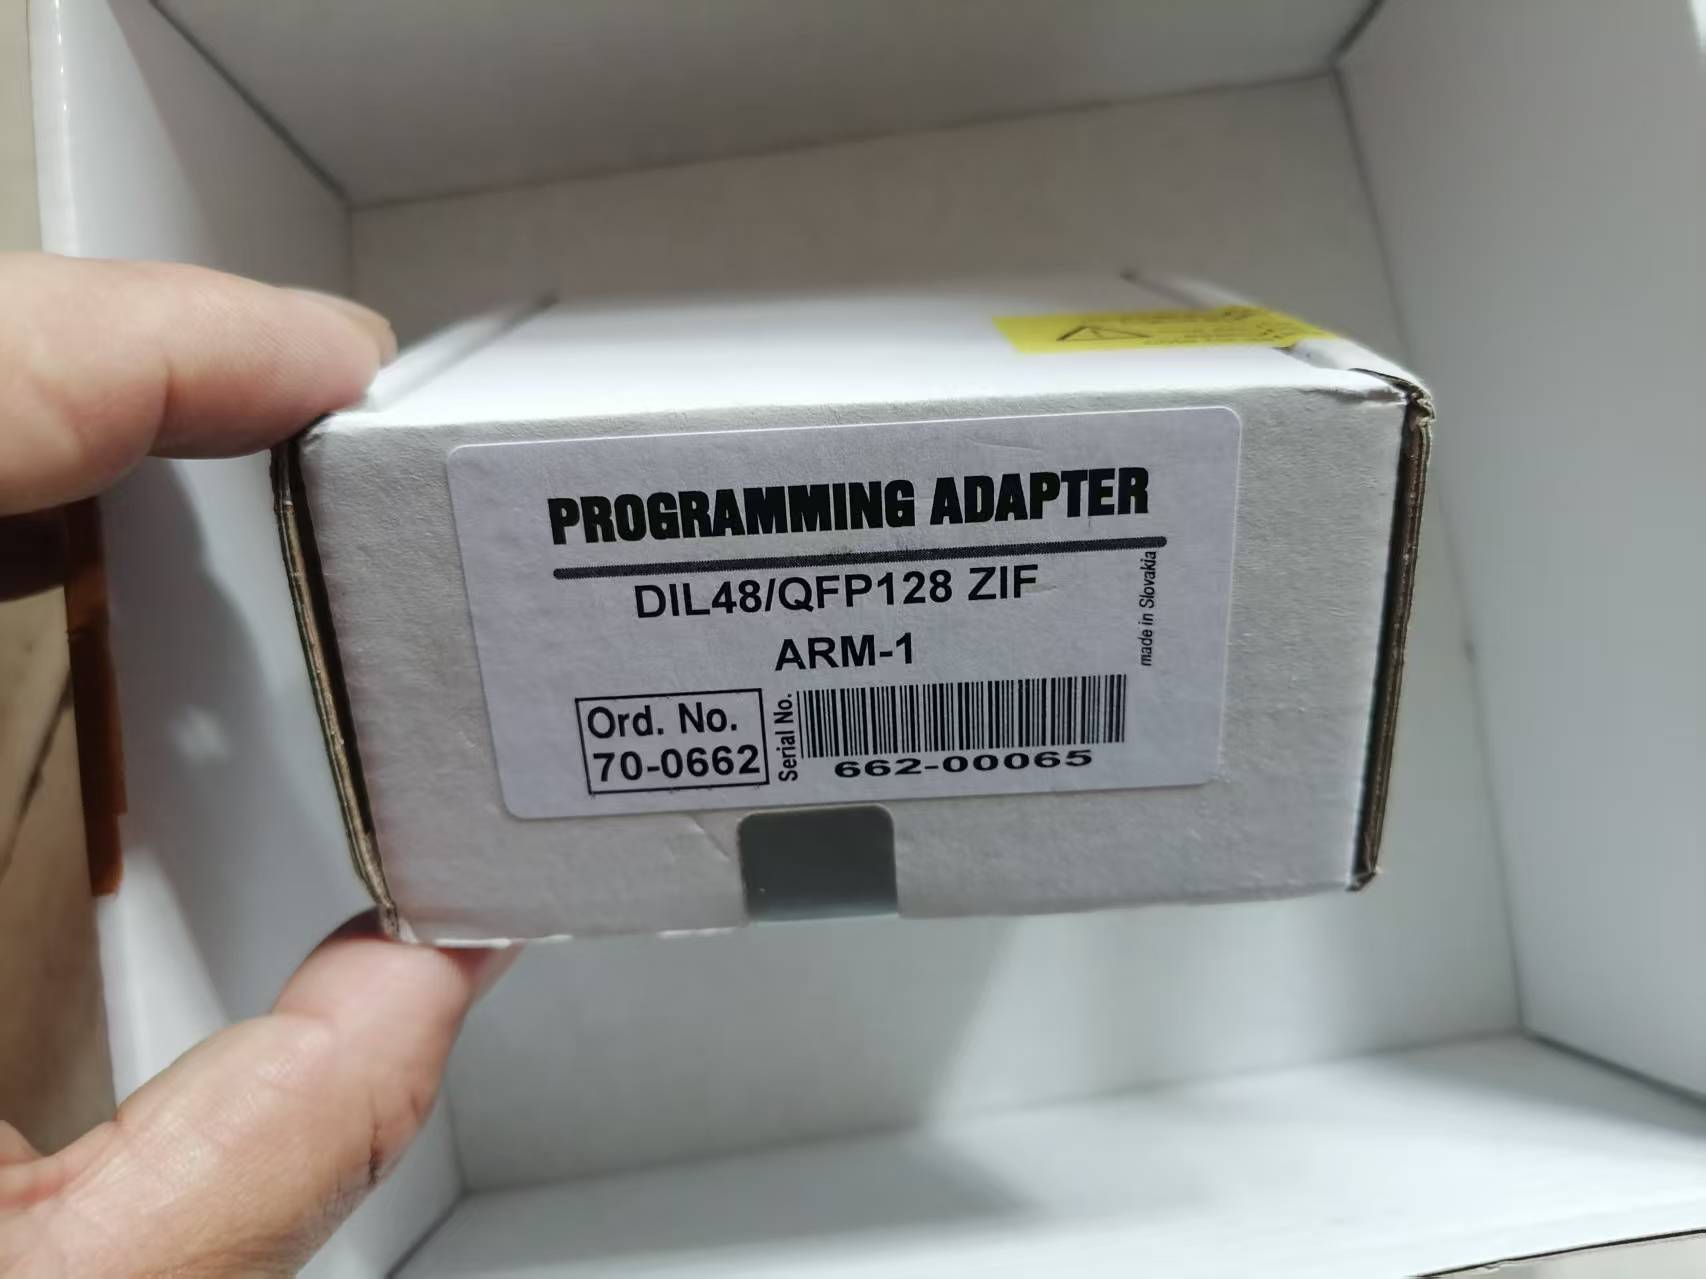 PROGRAMMING ADAPTER
DIL48/QFP128 ZIF
ARM-1
made in Slovakia
Ord. No.
70-0662
Serial No.
662-00065